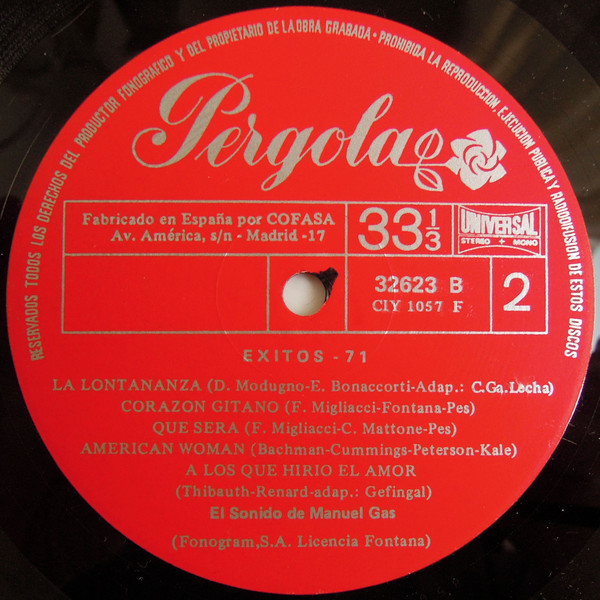 RESERVADOS TODOS LOS DERECHOS DEL PRODUCTOR FONOGRAFICO Y DEL PROPIETARIO DE LA OBRA GRABADA · PROHIBIDA LA REPRODUCCION, EJECUCION PUBLICA Y RADIODIFUSION DE ESTOS DISCOS
Pergola
Fabricado en España por COFASA
Av. América, s/n - Madrid -17
33 1/3
UNIVERSAL
STEREO + MONO
32623 B
CIY 1057 F
2
EXITOS - 71
LA LONTANANZA (D. Modugno-E. Bonaccorti-Adap.: C.Ga.Lecha)
CORAZON GITANO (F. Migliacci-Fontana-Pes)
QUE SERA (F. Migliacci-C. Mattone-Pes)
AMERICAN WOMAN (Bachman-Cummings-Peterson-Kale)
A LOS QUE HIRIO EL AMOR
(Thibauth-Renard-adap.: Gefingal)
El Sonido de Manuel Gas
(Fonogram,S.A. Licencia Fontana)